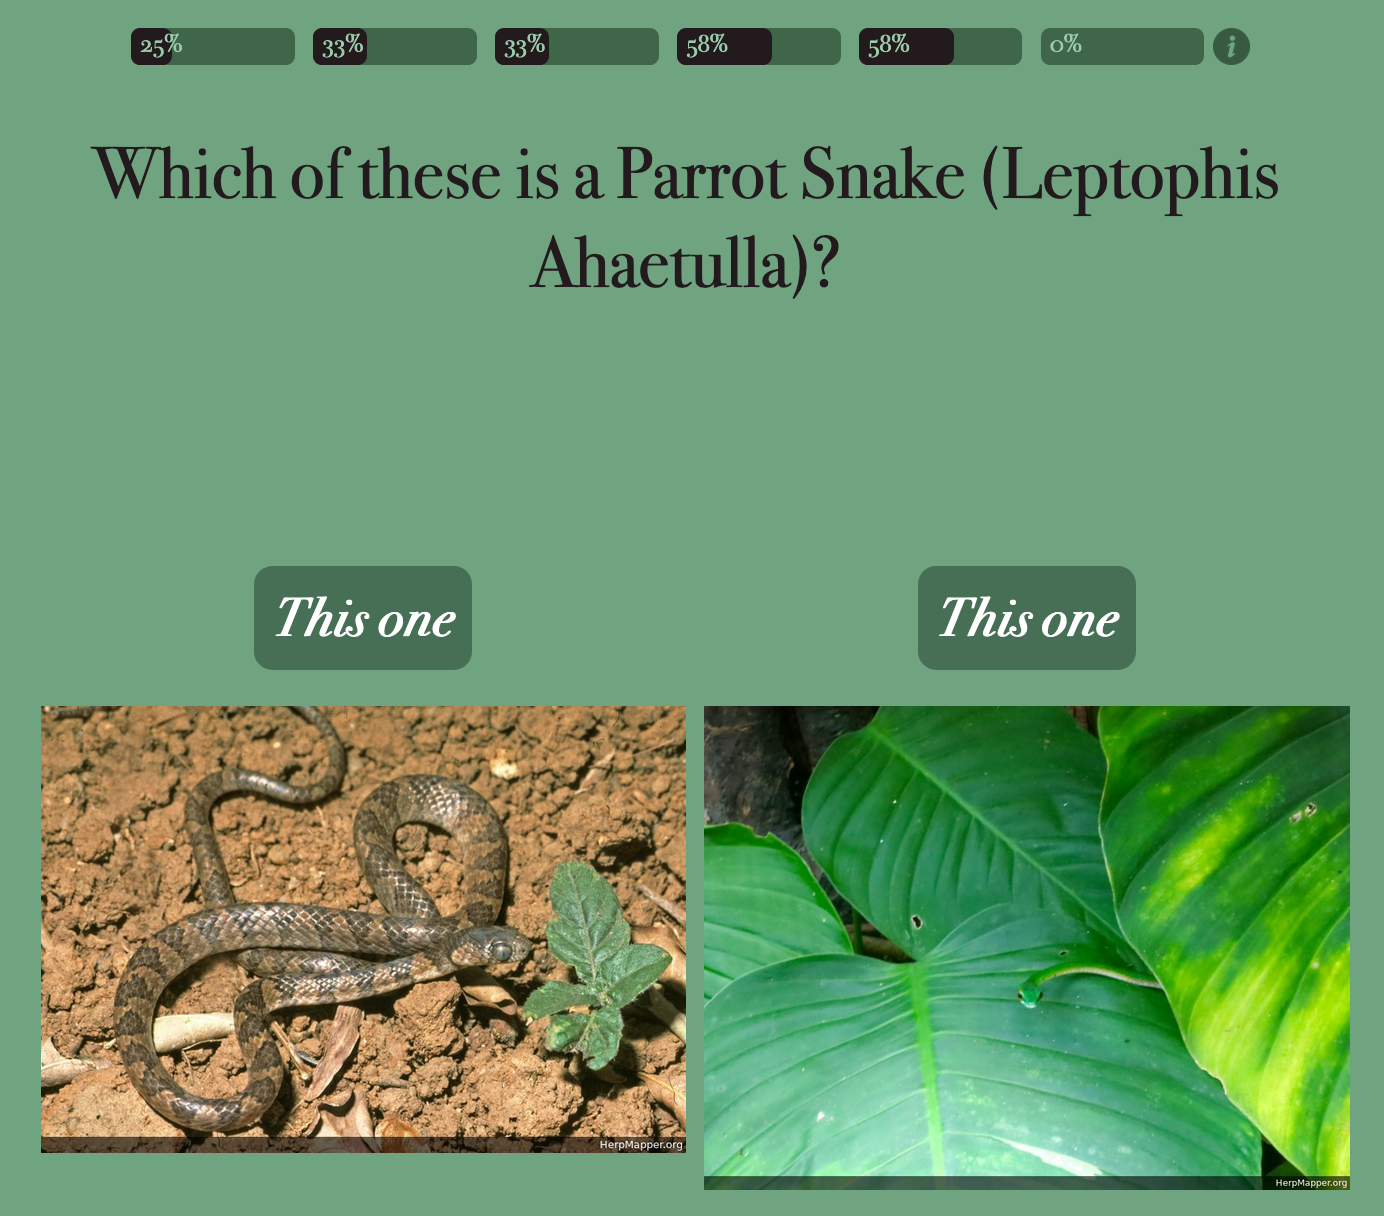 25% 33% 33% 58% 58% 0% i
Which of these is a Parrot Snake (Leptophis
Ahaetulla)?
This one This one
HerpMapper.org
HerpMapper.org